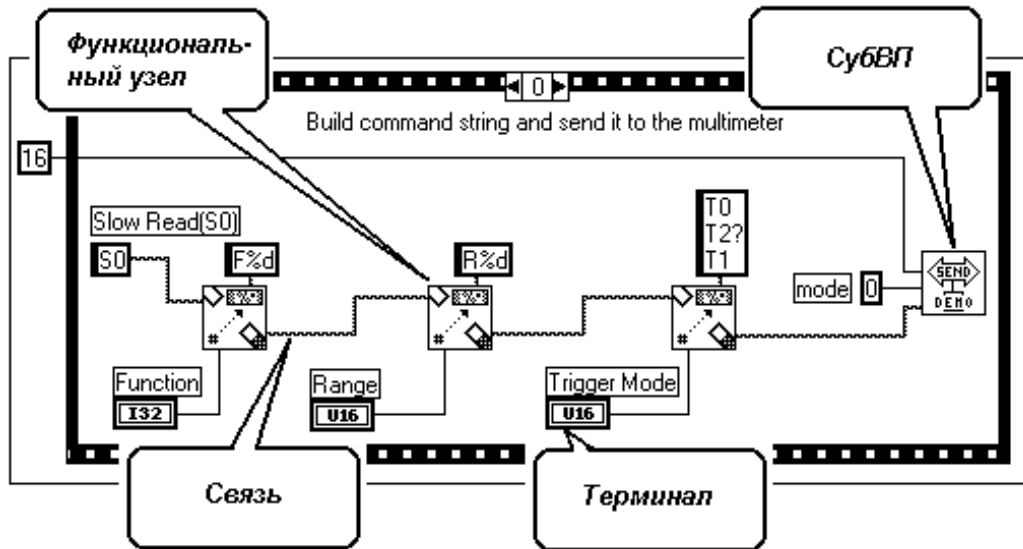 Функциональ-
ный узел
СубВП
0
Build command string and send it to the multimeter
16
Slow Read(S0)
S0
F%d
R%d
T0
T2?
T1
mode 0
SEND
DEMO
Function
I32
Range
U16
Trigger Mode
U16
Связь
Терминал